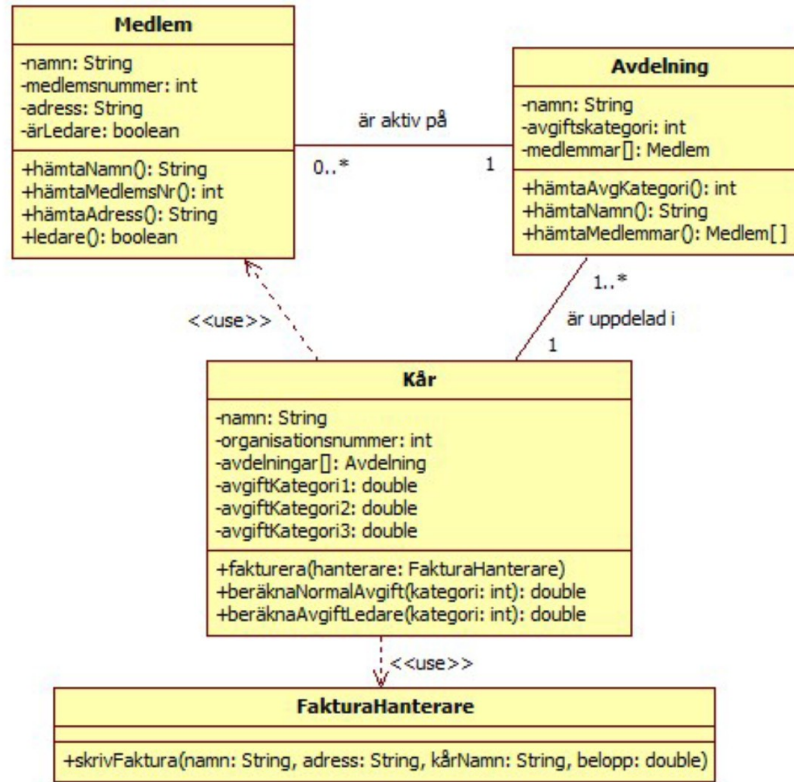 Medlem
-namn: String
-medlemsnummer: int
-adress: String
-ärLedare: boolean
+hämtaNamn(): String
+hämtaMedlemsNr(): int
+hämtaAdress(): String
+ledare(): boolean
är aktiv på
0..*
1
Avdelning
-namn: String
-avgiftskategori: int
-medlemmar[]: Medlem
+hämtaAvgKategori(): int
+hämtaNamn(): String
+hämtaMedlemmar(): Medlem[]
1..*
är uppdelad i
1
<<use>>
Kår
-namn: String
-organisationsnummer: int
-avdelningar[]: Avdelning
-avgiftKategori1: double
-avgiftKategori2: double
-avgiftKategori3: double
+fakturera(hanterare: FakturaHanterare)
+beräknaNormalAvgift(kategori: int): double
+beräknaAvgiftLedare(kategori: int): double
<<use>>
FakturaHanterare
+skrivFaktura(namn: String, adress: String, kårNamn: String, belopp: double)